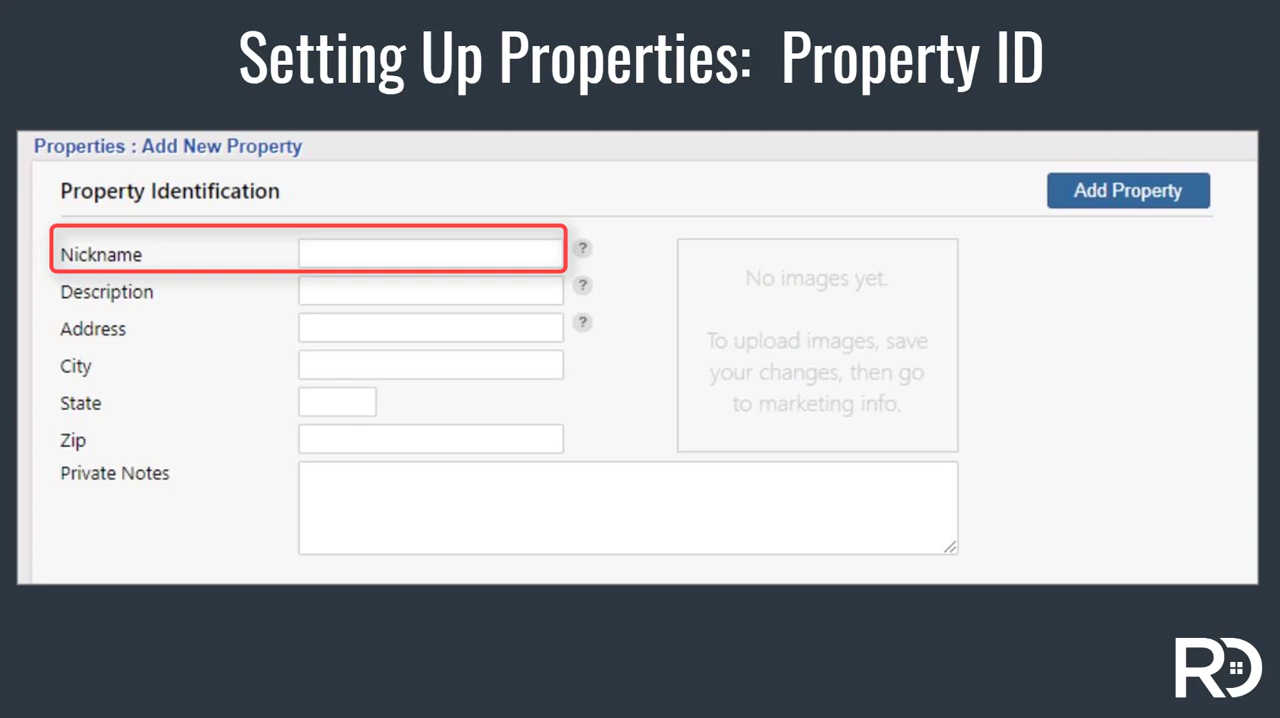 Setting Up Properties: Property ID
Properties : Add New Property
Property Identification
Add Property
Nickname
?
Description
?
Address
?
City
State
Zip
Private Notes
No images yet.
To upload images, save
your changes, then go
to marketing info.
RD